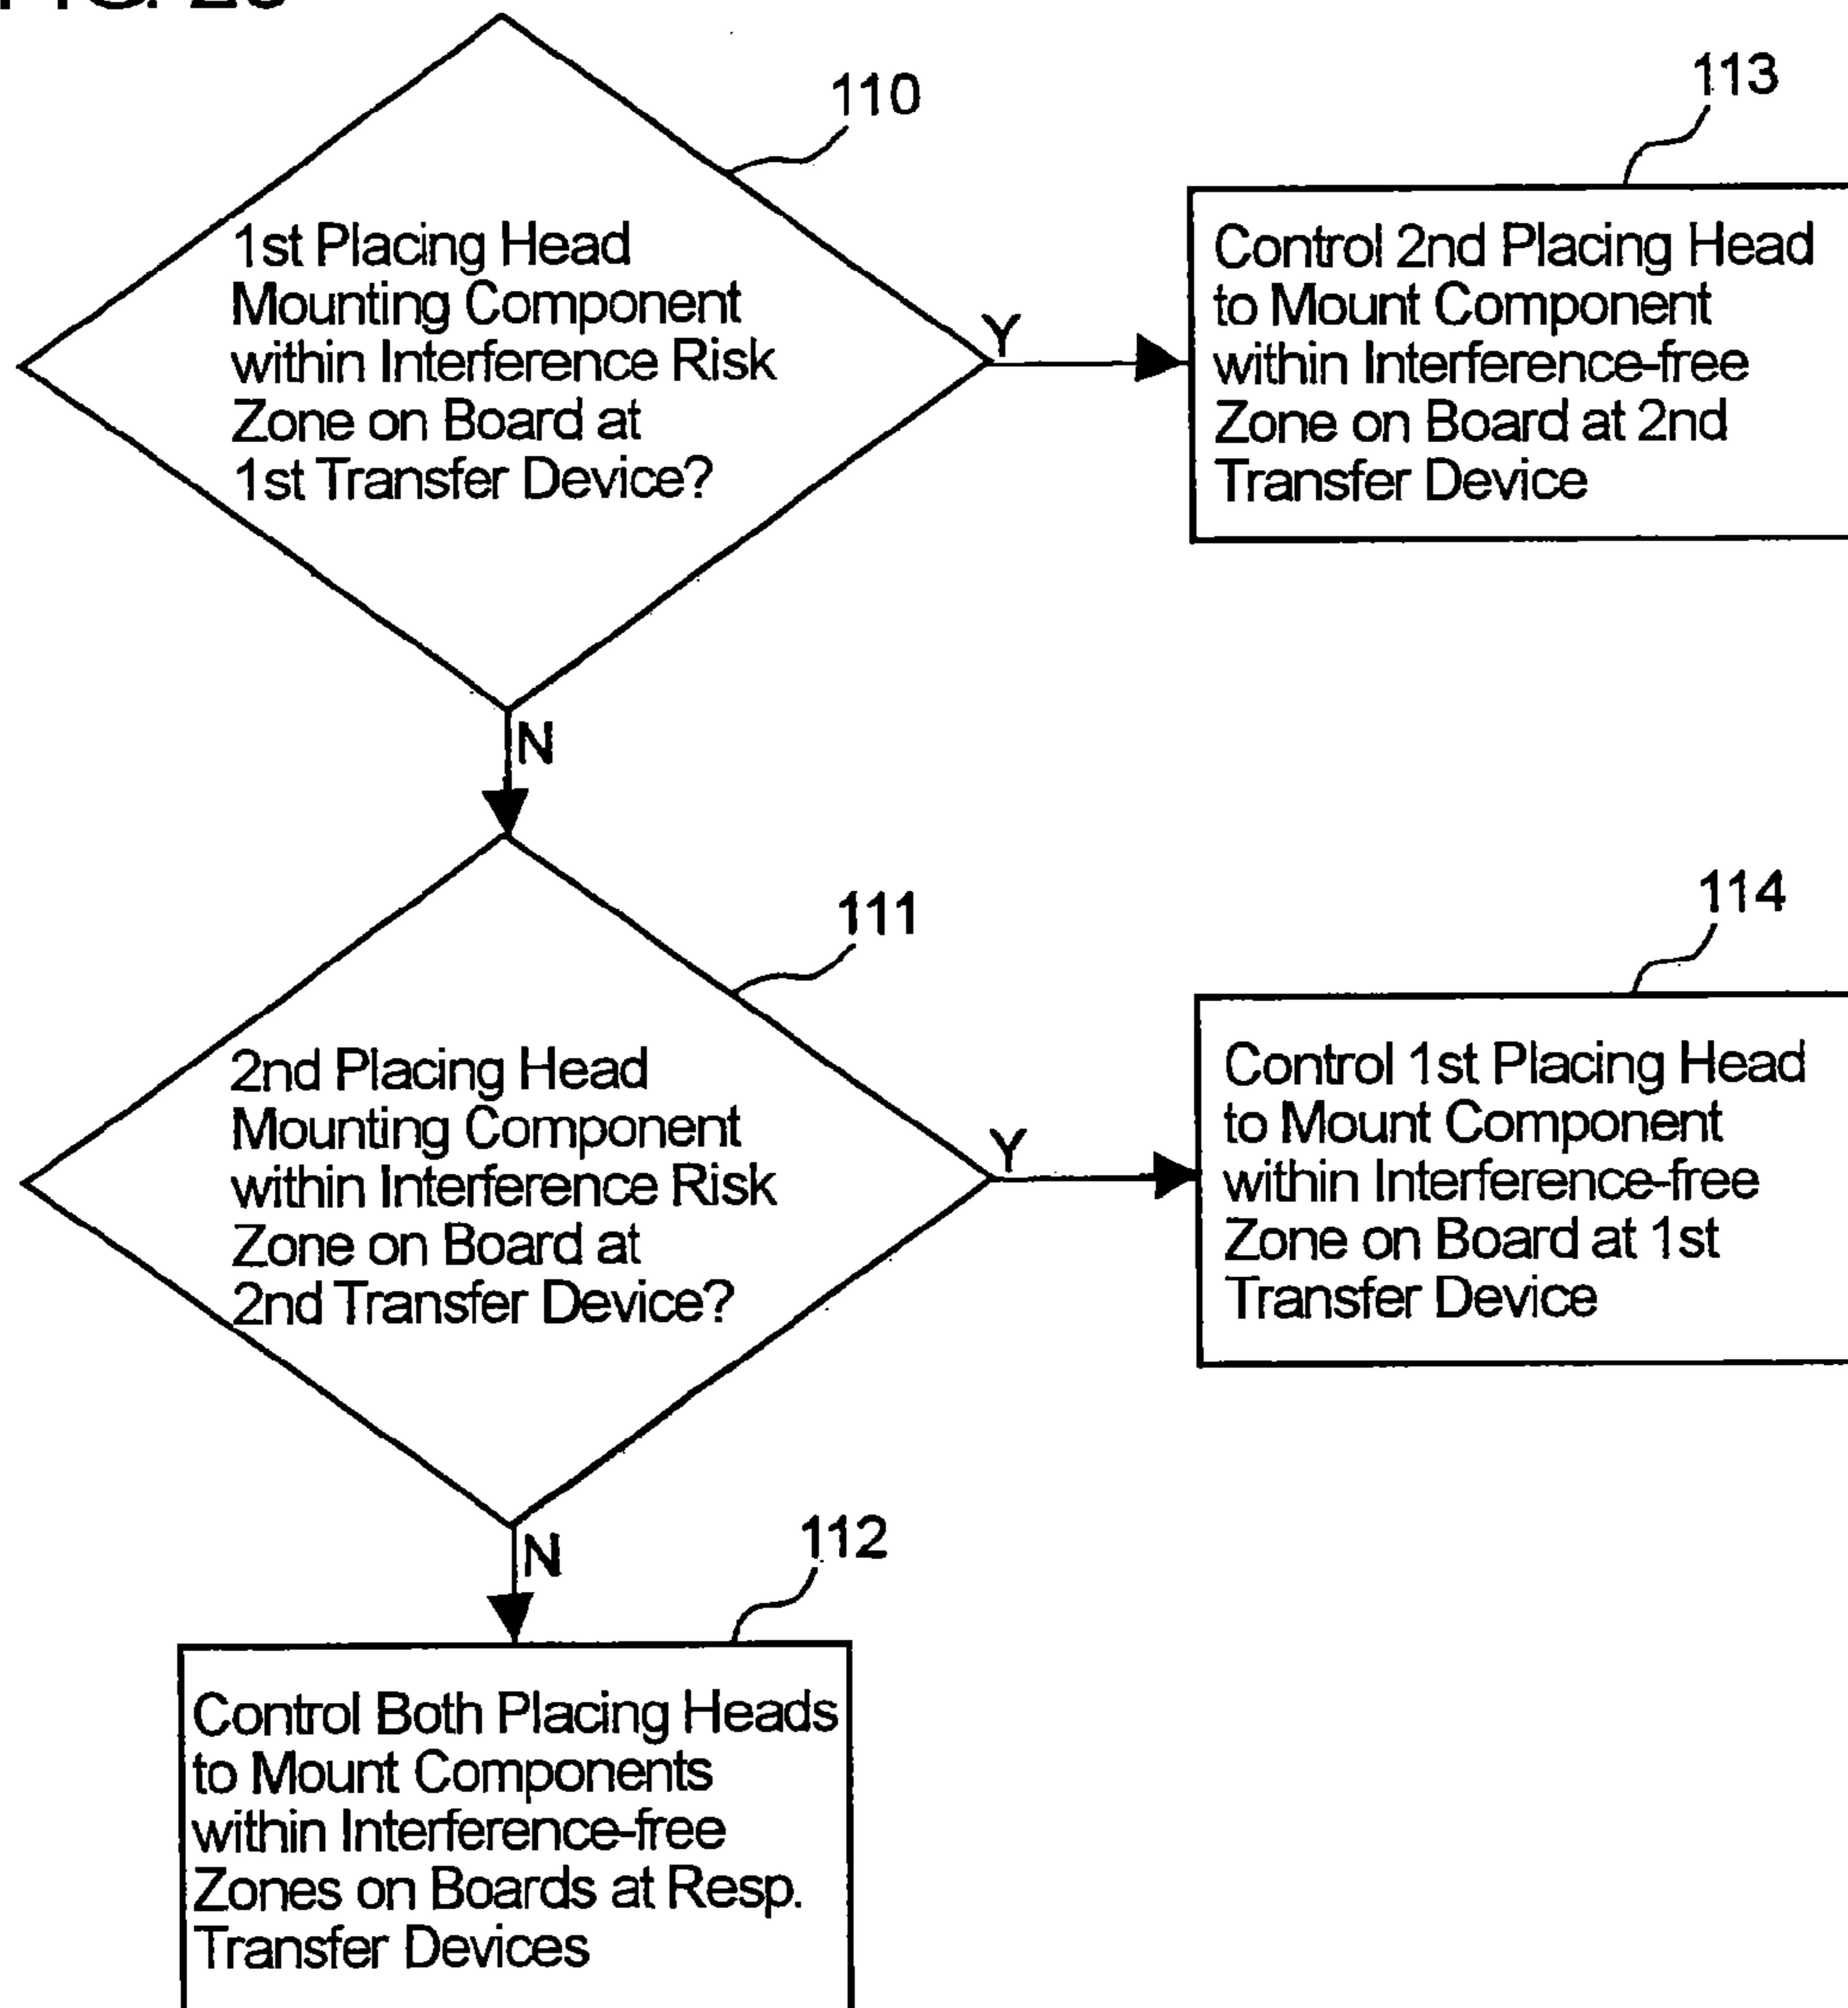 110
1st Placing Head
Mounting Component
within Interference Risk
Zone on Board at
1st Transfer Device?
Y
N
113
Control 2nd Placing Head
to Mount Component
within Interference-free
Zone on Board at 2nd
Transfer Device
111
2nd Placing Head
Mounting Component
within Interference Risk
Zone on Board at
2nd Transfer Device?
Y
N
114
Control 1st Placing Head
to Mount Component
within Interference-free
Zone on Board at 1st
Transfer Device
112
Control Both Placing Heads
to Mount Components
within Interference-free
Zones on Boards at Resp.
Transfer Devices